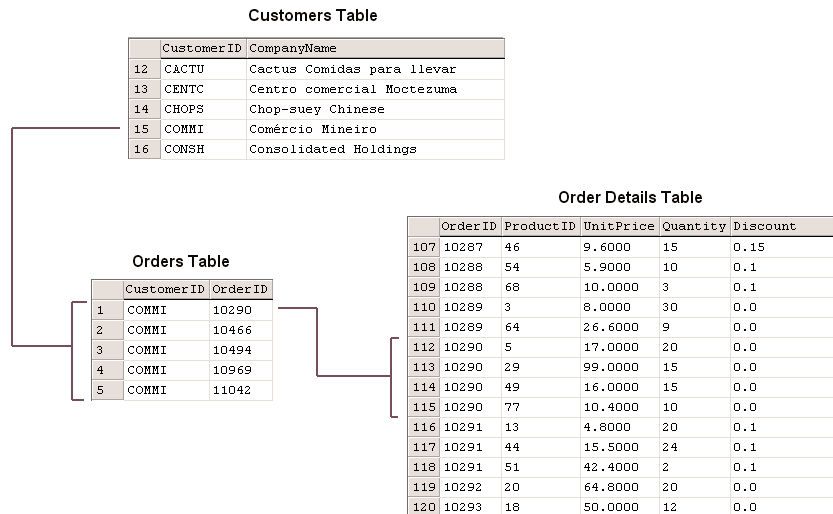 Customers Table
CustomerID CompanyName
12 CACTU Cactus Comidas para llevar
13 CENTC Centro comercial Moctezuma
14 CHOPS Chop-suey Chinese
15 COMMI Comércio Mineiro
16 CONSH Consolidated Holdings
Orders Table
CustomerID OrderID
1 COMMI 10290
2 COMMI 10466
3 COMMI 10494
4 COMMI 10969
5 COMMI 11042
Order Details Table
OrderID ProductID UnitPrice Quantity Discount
107 10287 46 9.6000 15 0.15
108 10288 54 5.9000 10 0.1
109 10288 68 10.0000 3 0.1
110 10289 3 8.0000 30 0.0
111 10289 64 26.6000 9 0.0
112 10290 5 17.0000 20 0.0
113 10290 29 99.0000 15 0.0
114 10290 49 16.0000 15 0.0
115 10290 77 10.4000 10 0.0
116 10291 13 4.8000 20 0.1
117 10291 44 15.5000 24 0.1
118 10291 51 42.4000 2 0.1
119 10292 20 64.8000 20 0.0
120 10293 18 50.0000 12 0.0